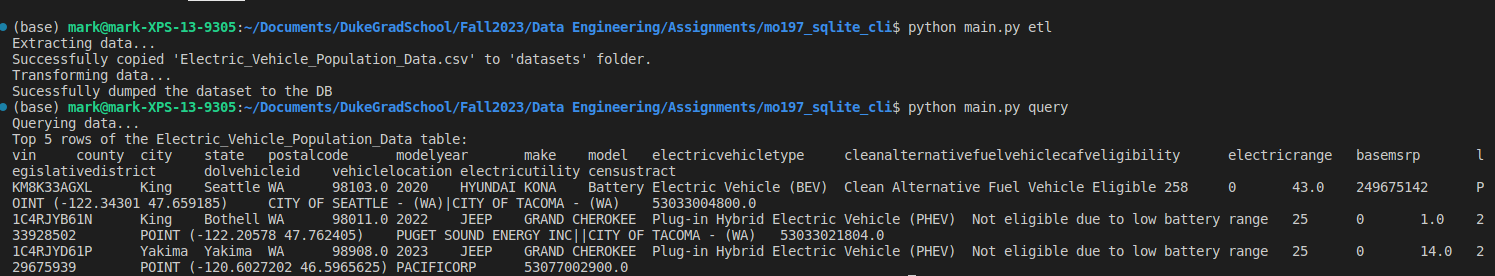 (base) mark@mark-XPS-13-9305:~/Documents/DukeGradSchool/Fall2023/Data Engineering/Assignments/mo197_sqlite_cli$ python main.py etl
Extracting data...
Successfully copied 'Electric_Vehicle_Population_Data.csv' to 'datasets' folder.
Transforming data...
Sucessfully dumped the dataset to the DB
(base) mark@mark-XPS-13-9305:~/Documents/DukeGradSchool/Fall2023/Data Engineering/Assignments/mo197_sqlite_cli$ python main.py query
Querying data...
Top 5 rows of the Electric_Vehicle_Population_Data table:
vin county city state postalcode modelyear make model electricvehicletype cleanalternativefuelvehiclecafveligibility electricrange basemsrp l
egislativedistrict dolvehicleid vehiclelocation electricutility censustract
KM8K33AGXL King Seattle WA 98103.0 2020 HYUNDAI KONA Battery Electric Vehicle (BEV) Clean Alternative Fuel Vehicle Eligible 258 0 43.0 249675142 P
OINT (-122.34301 47.659185) CITY OF SEATTLE - (WA)|CITY OF TACOMA - (WA) 53033004800.0
1C4RJYB61N King Bothell WA 98011.0 2022 JEEP GRAND CHEROKEE Plug-in Hybrid Electric Vehicle (PHEV) Not eligible due to low battery range 25 0 1.0 2
33928502 POINT (-122.20578 47.762405) PUGET SOUND ENERGY INC||CITY OF TACOMA - (WA) 53033021804.0
1C4RJYD61P Yakima Yakima WA 98908.0 2023 JEEP GRAND CHEROKEE Plug-in Hybrid Electric Vehicle (PHEV) Not eligible due to low battery range 25 0 14.0 2
29675939 POINT (-120.6027202 46.5965625) PACIFICORP 53077002900.0